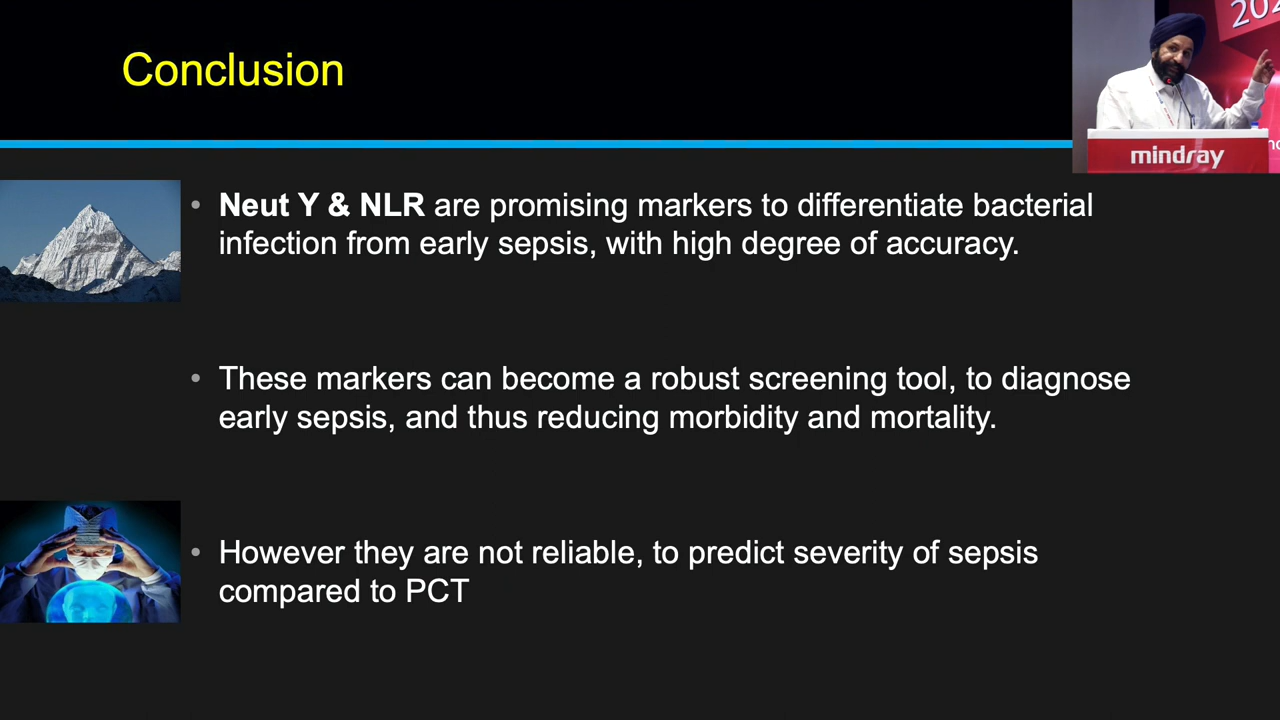 Conclusion
202
mindray
• Neut Y & NLR are promising markers to differentiate bacterial
infection from early sepsis, with high degree of accuracy.
• These markers can become a robust screening tool, to diagnose
early sepsis, and thus reducing morbidity and mortality.
• However they are not reliable, to predict severity of sepsis
compared to PCT